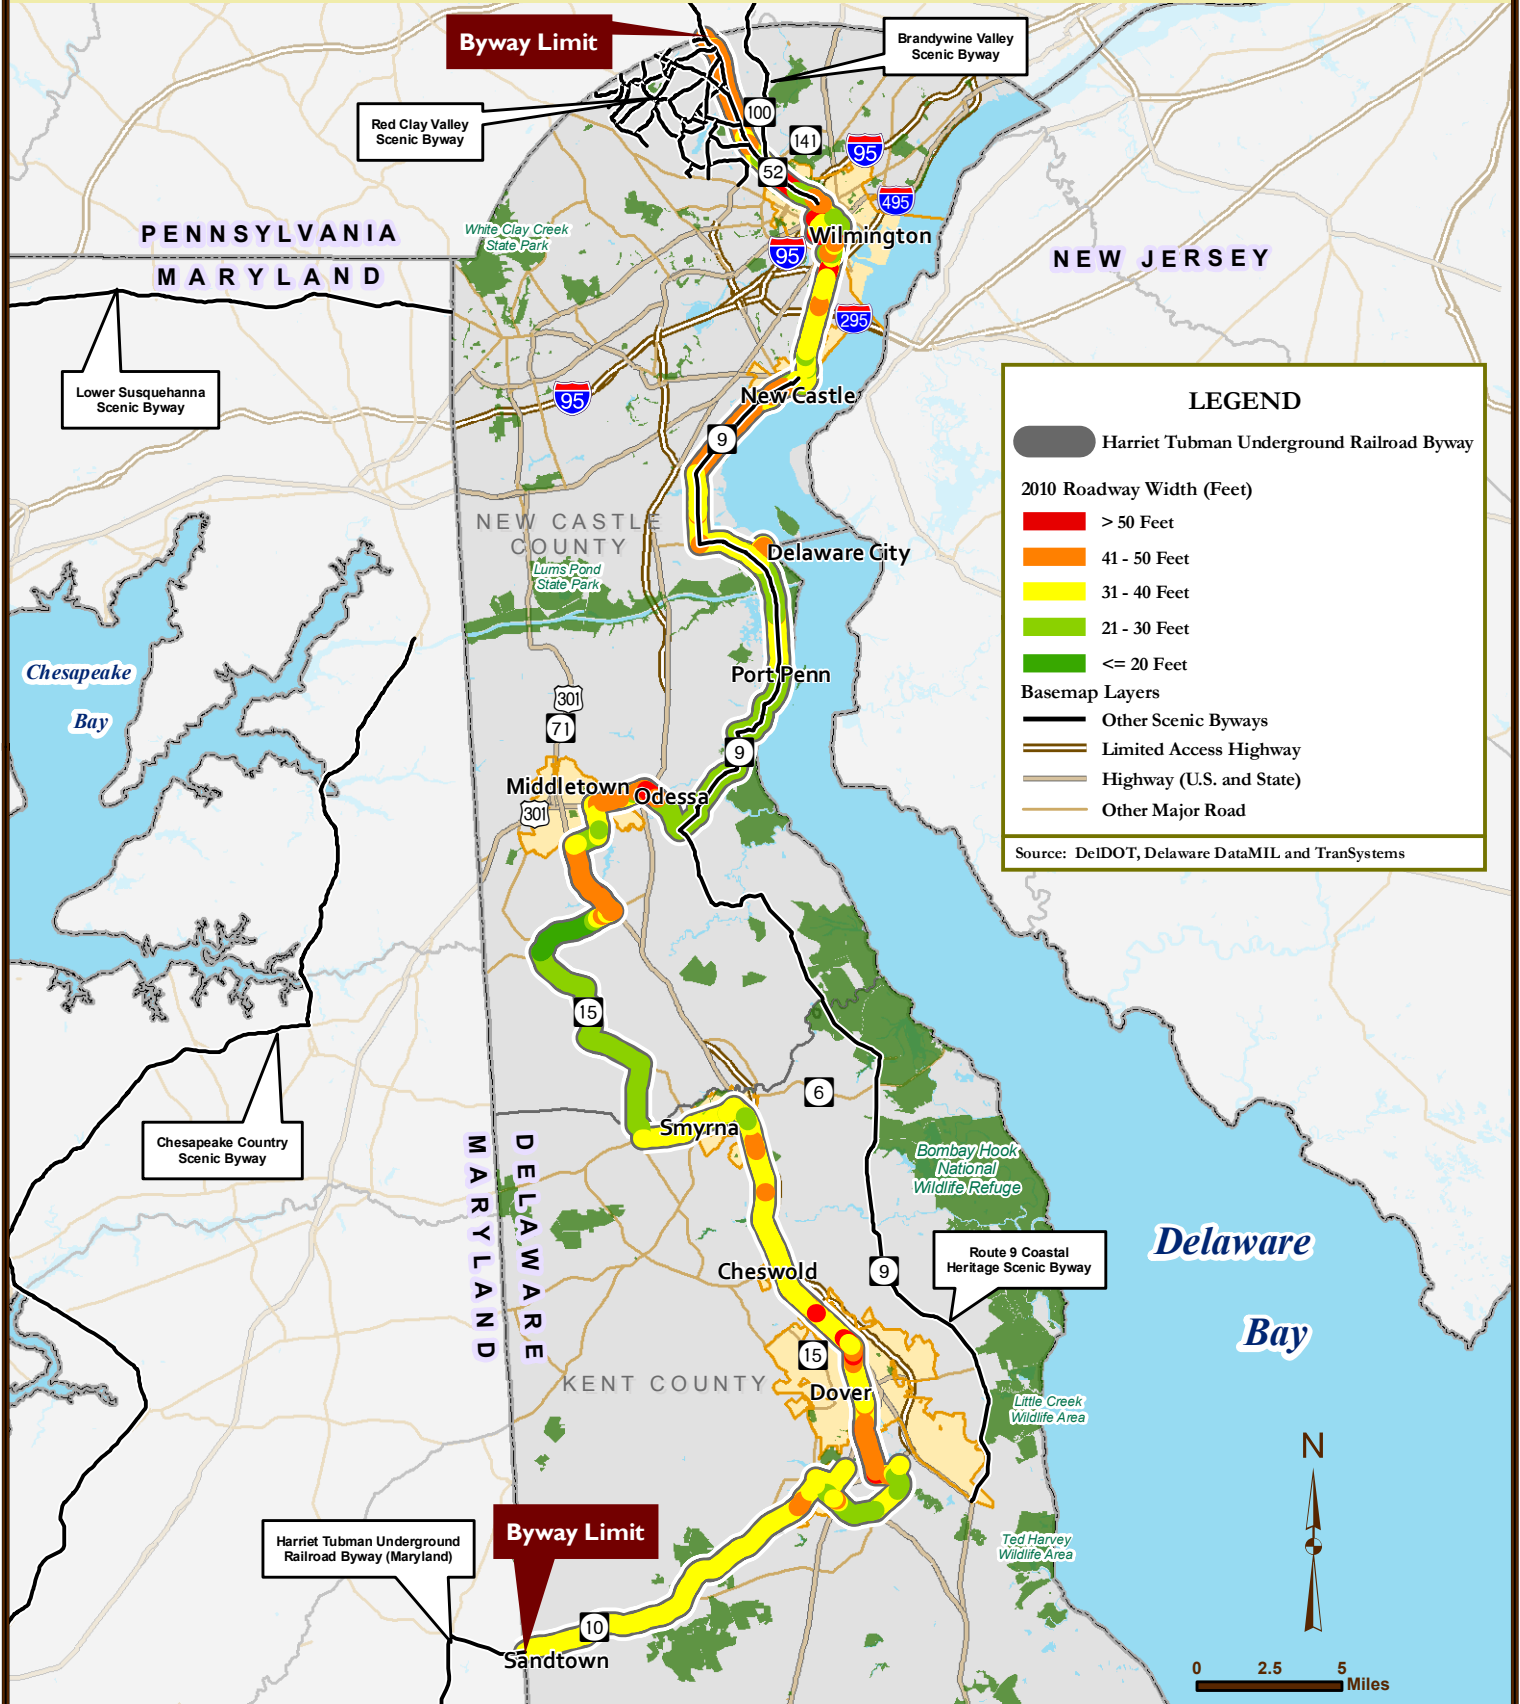 Byway Limit
Brandywine Valley
Scenic Byway
Red Clay Valley
Scenic Byway
100
141
95
52
495
PENNSYLVANIA
MARYLAND
White Clay Creek
State Park
Wilmington
95
NEW JERSEY
295
Lower Susquehanna
Scenic Byway
95
New Castle
9
LEGEND
Harriet Tubman Underground Railroad Byway
2010 Roadway Width (Feet)
> 50 Feet
41 - 50 Feet
31 - 40 Feet
21 - 30 Feet
<= 20 Feet
Basemap Layers
Other Scenic Byways
Limited Access Highway
Highway (U.S. and State)
Other Major Road
Source: DelDOT, Delaware DataMIL and TranSystems
NEW CASTLE
COUNTY
Lums Pond
State Park
Delaware City
Chesapeake
Bay
Port Penn
301
71
9
Middletown
Odessa
301
15
6
Smyrna
Chesapeake Country
Scenic Byway
MARYLAND
DELAWARE
Bombay Hook
National
Wildlife Refuge
Delaware
Bay
Route 9 Coastal
Heritage Scenic Byway
9
Cheswold
15
KENT COUNTY
Dover
Little Creek
Wildlife Area
N
Harriet Tubman Underground
Railroad Byway (Maryland)
Byway Limit
Ted Harvey
Wildlife Area
10
Sandtown
0 2.5 5
Miles